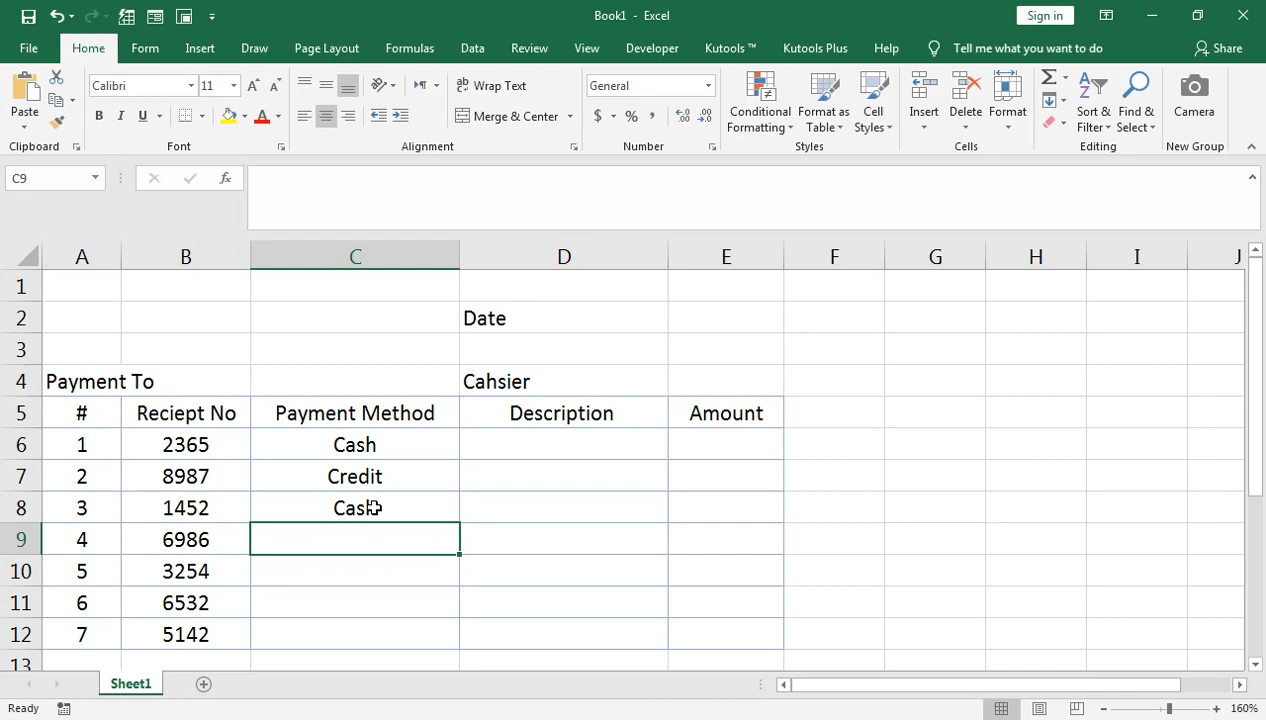 Book1 - Excel
Sign in
File Home Form Insert Draw Page Layout Formulas Data Review View Developer Kutools ™ Kutools Plus Help Tell me what you want to do Share
Calibri 11 Wrap Text General
Paste Merge & Center $ % , Conditional Formatting Format as Table Cell Styles Insert Delete Format Sort & Filter Find & Select Camera
Clipboard Font Alignment Number Styles Cells Editing New Group
C9 fx
A B C D E F G H I J
1
2 Date
3
4 Payment To Cahsier
5 # Reciept No Payment Method Description Amount
6 1 2365 Cash
7 2 8987 Credit
8 3 1452 Cash
9 4 6986
10 5 3254
11 6 6532
12 7 5142
13
Sheet1
Ready 160%